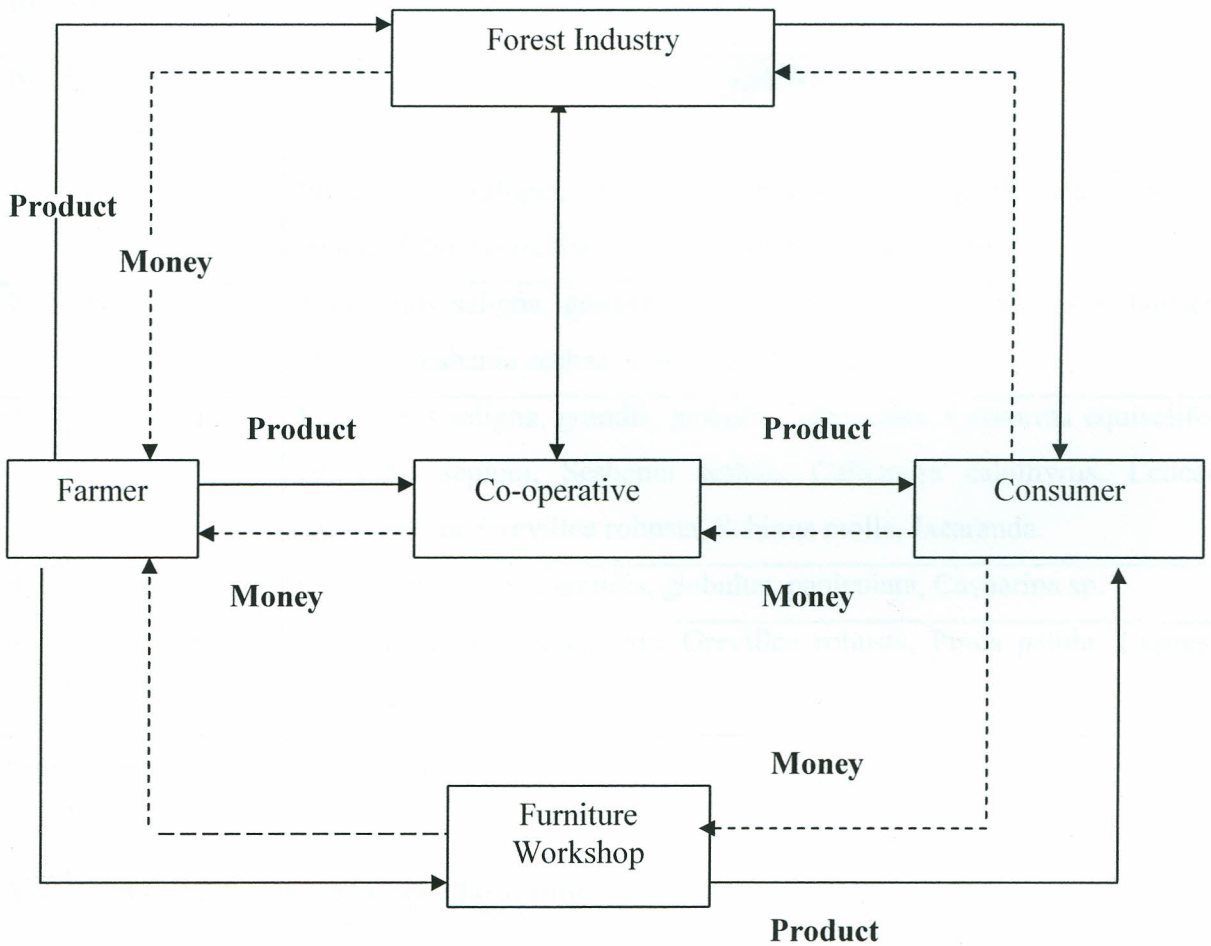 Forest Industry
Product
Money
Product
Product
Farmer
Co-operative
Consumer
Money
Money
Money
Furniture
Workshop
Product